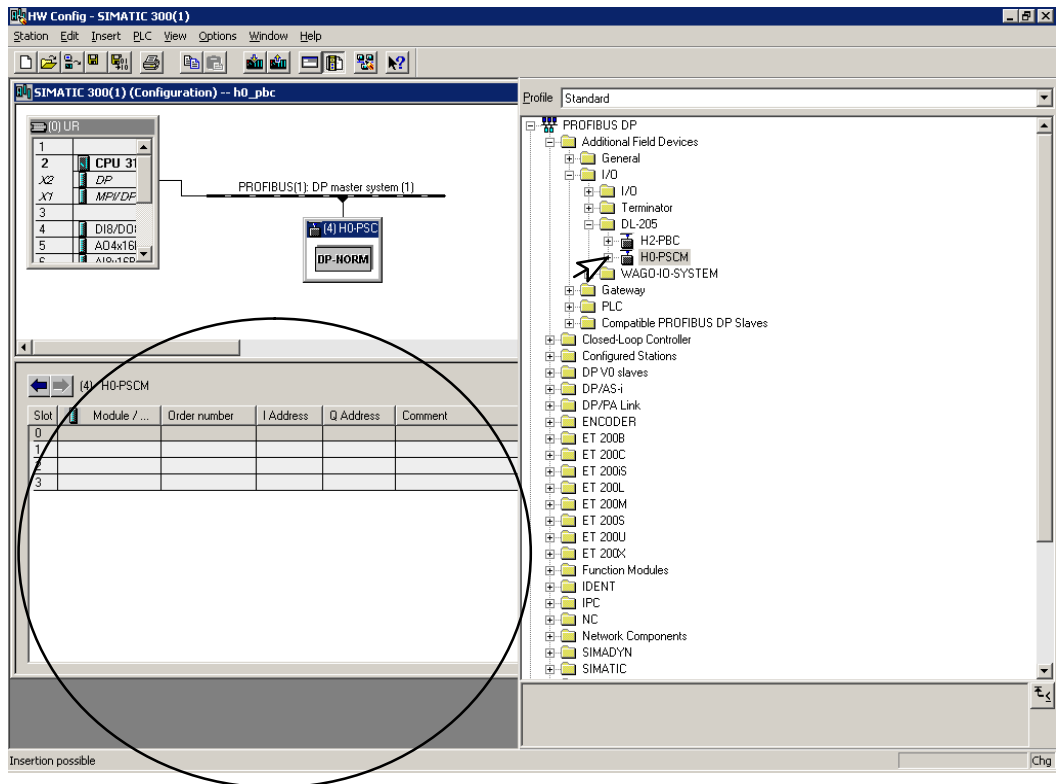 HW Config - SIMATIC 300(1)
Station Edit Insert PLC View Options Window Help
SIMATIC 300(1) (Configuration) -- h0_pbc
(0) UR
1
2 CPU 31
X2 DP
X1 MPI/DP
3
4 DI8/DO
5 AO4x16
PROFIBUS(1): DP master system (1)
(4) H0-PSC
DP-NORM
(4) H0-PSCM
Slot Module / ... Order number I Address Q Address Comment
0
1
2
3
Profile Standard
PROFIBUS DP
Additional Field Devices
General
I/O
I/O
Terminator
DL-205
H2-PBC
H0-PSCM
WAGO-IO-SYSTEM
Gateway
PLC
Compatible PROFIBUS DP Slaves
Closed-Loop Controller
Configured Stations
DP V0 slaves
DP/AS-i
DP/PA Link
ENCODER
ET 200B
ET 200C
ET 200iS
ET 200L
ET 200M
ET 200S
ET 200U
ET 200X
Function Modules
IDENT
IPC
NC
Network Components
SIMADYN
SIMATIC
Insertion possible
Chg